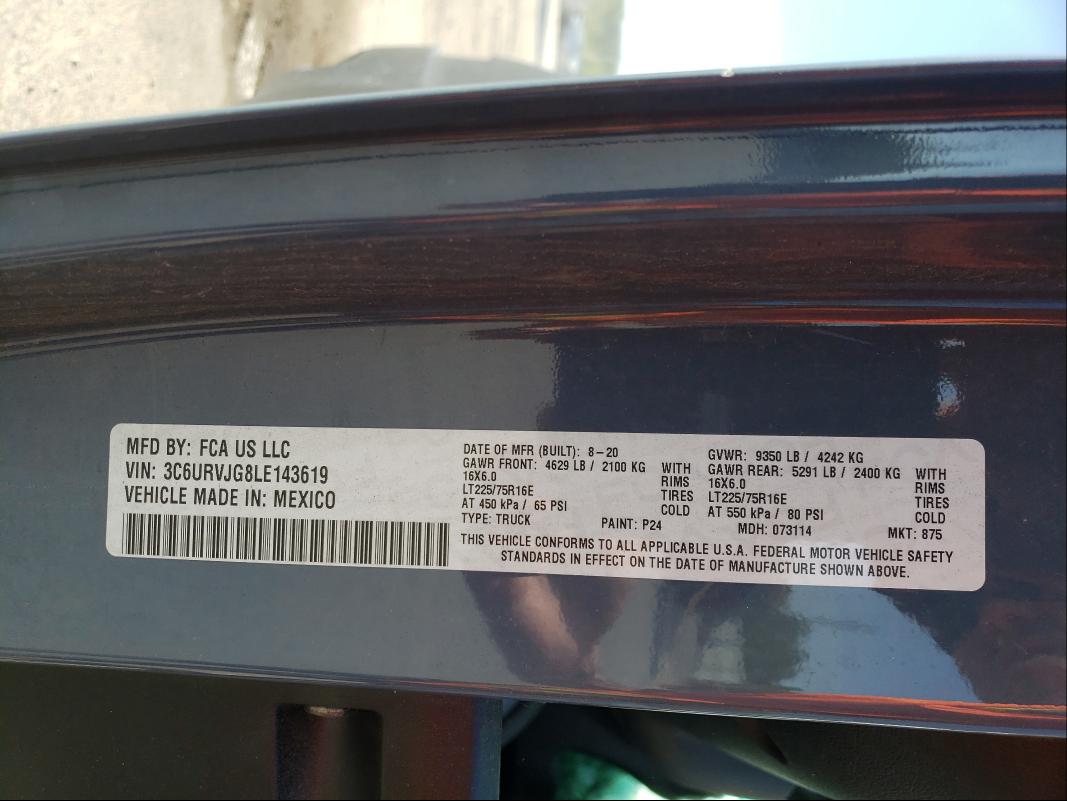 MFD BY: FCA US LLC
VIN: 3C6URVJG8LE143619
VEHICLE MADE IN: MEXICO
DATE OF MFR (BUILT): 8-20
GAWR FRONT: 4629 LB / 2100 KG WITH
16X6.0 RIMS
LT225/75R16E TIRES
AT 450 kPa / 65 PSI COLD
TYPE: TRUCK PAINT: P24
GVWR: 9350 LB / 4242 KG
GAWR REAR: 5291 LB / 2400 KG WITH
16X6.0 RIMS
LT225/75R16E TIRES
AT 550 kPa / 80 PSI COLD
MDH: 073114 MKT: 875
THIS VEHICLE CONFORMS TO ALL APPLICABLE U.S.A. FEDERAL MOTOR VEHICLE SAFETY
STANDARDS IN EFFECT ON THE DATE OF MANUFACTURE SHOWN ABOVE.